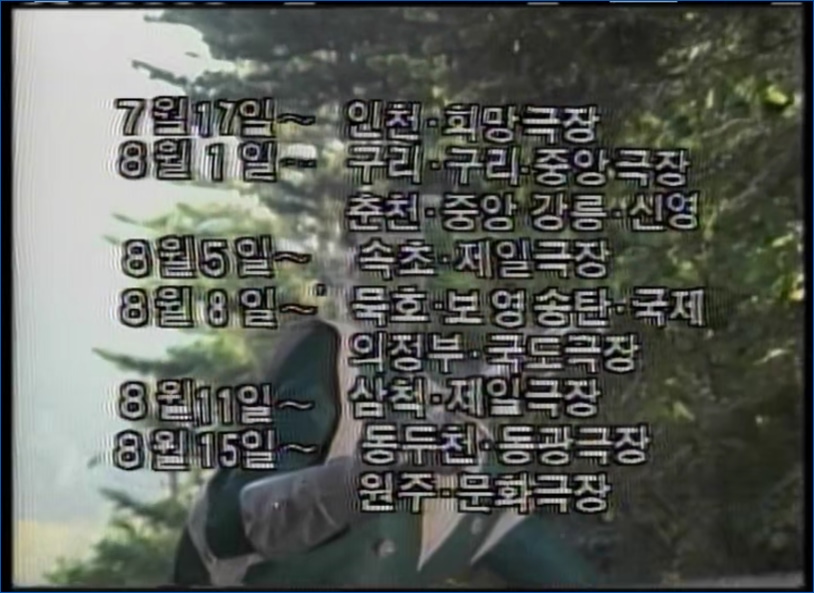 7월17일~ 인천·희망극장
8월1일~ 구리·구리·중앙극장
춘천·중앙 강릉·신영
8월5일~ 속초·제일극장
8월8일~ 묵호·보영 송탄·국제
의정부·국도극장
8월11일~ 삼척·제일극장
8월15일~ 동두천·동광극장
원주·문화극장